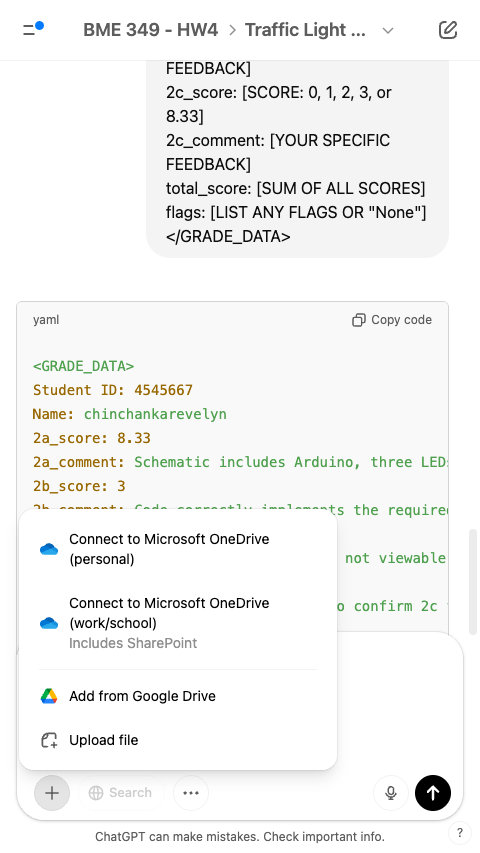 BME 349 - HW4 > Traffic Light ...
FEEDBACK]
2c_score: [SCORE: 0, 1, 2, 3, or
8.33]
2c_comment: [YOUR SPECIFIC
FEEDBACK]
total_score: [SUM OF ALL SCORES]
flags: [LIST ANY FLAGS OR "None"]
</GRADE_DATA>
yaml
Copy code
<GRADE_DATA>
Student ID: 4545667
Name: chinchankarevelyn
2a_score: 8.33
2a_comment: Schematic includes Arduino, three LEDs
2b_score: 3
2b_comment: Code correctly implements the required
not viewable
o confirm 2c
Connect to Microsoft OneDrive
(personal)
Connect to Microsoft OneDrive
(work/school)
Includes SharePoint
Add from Google Drive
Upload file
Search
ChatGPT can make mistakes. Check important info.
?